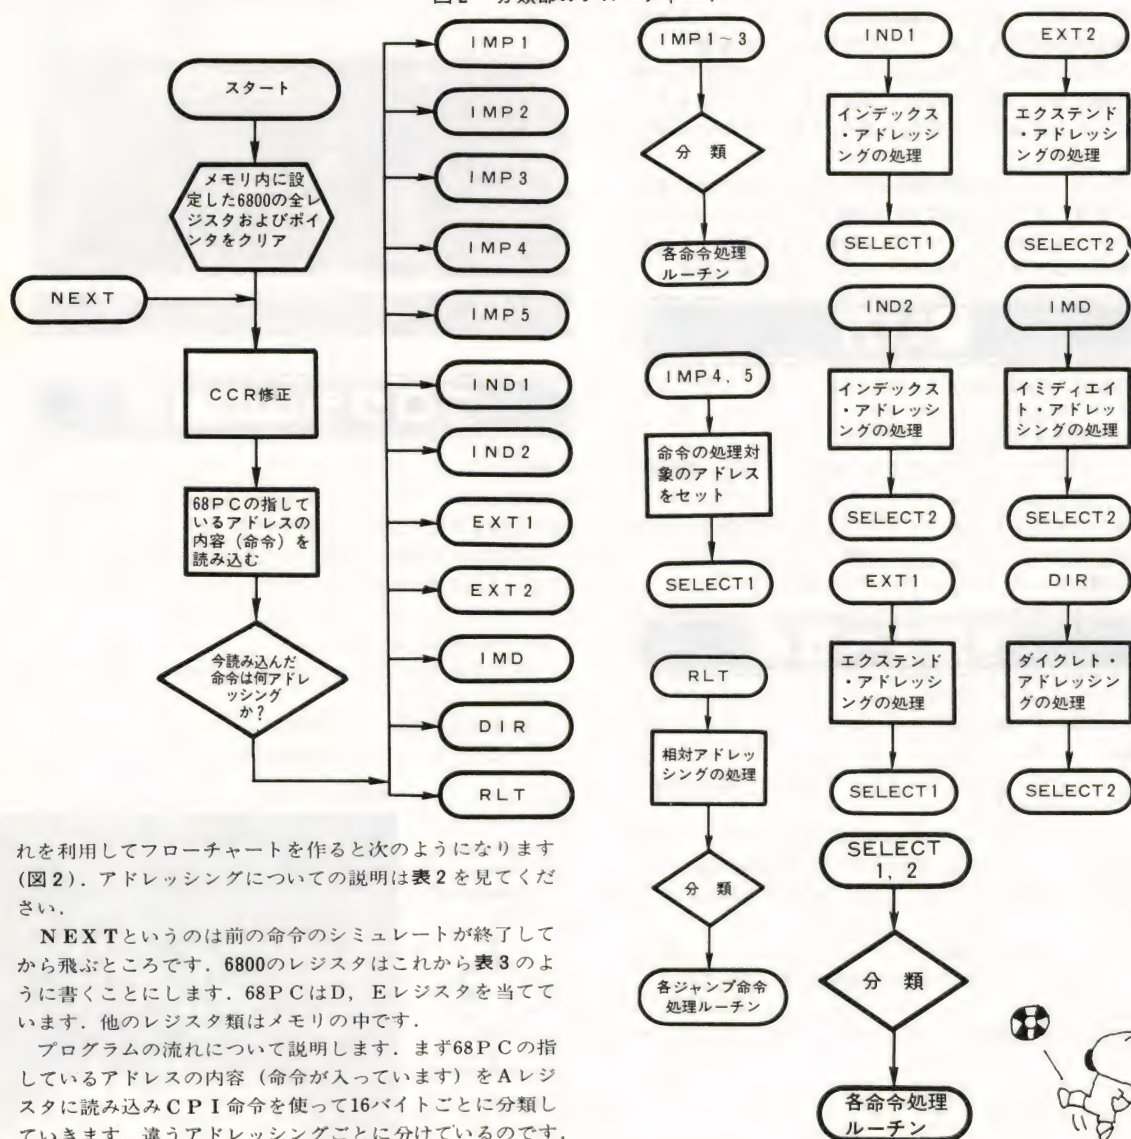 スタート
メモリ内に設
定した6800の全レ
ジスタおよびポイ
ンタをクリア
NEXT
CCR修正
68PCの指して
いるアドレスの
内容（命令）を
読み込む
今読み込んだ
命令は何アドレ
ッシング
か？
IMP1
IMP2
IMP3
IMP4
IMP5
IND1
IND2
EXT1
EXT2
IMD
DIR
RLT
IMP1~3
分 類
各命令処理
ルーチン
IMP4, 5
命令の処理対
象のアドレス
をセット
SELECT1
RLT
相対アドレッ
シングの処理
分 類
各ジャンプ命令
処理ルーチン
IND1
インデックス
・アドレッシ
ングの処理
SELECT1
IND2
インデックス
・アドレッシ
ングの処理
SELECT2
EXT1
エクステンド
・アドレッシ
ングの処理
SELECT1
SELECT
1, 2
分 類
各命令処理
ルーチン
EXT2
エクステンド
・アドレッシ
ングの処理
SELECT2
IMD
イミディエイ
ト・アドレッ
シングの処理
SELECT2
DIR
ダイクレト・
アドレッシン
グの処理
SELECT2
れを利用してフローチャートを作ると次のようになります
(図2)．アドレッシングについての説明は表2を見てくだ
さい．
NEXTというのは前の命令のシミュレートが終了して
から飛ぶところです．6800のレジスタはこれから表3のよ
うに書くことにします．68PCはD，Eレジスタを当てて
います．他のレジスタ類はメモリの中です．
プログラムの流れについて説明します．まず68PCの指
しているアドレスの内容（命令が入っています）をAレジ
スタに読み込みCPI命令を使って16バイトごとに分類し
ていきます．違うアドレッシングごとに分けているのです．